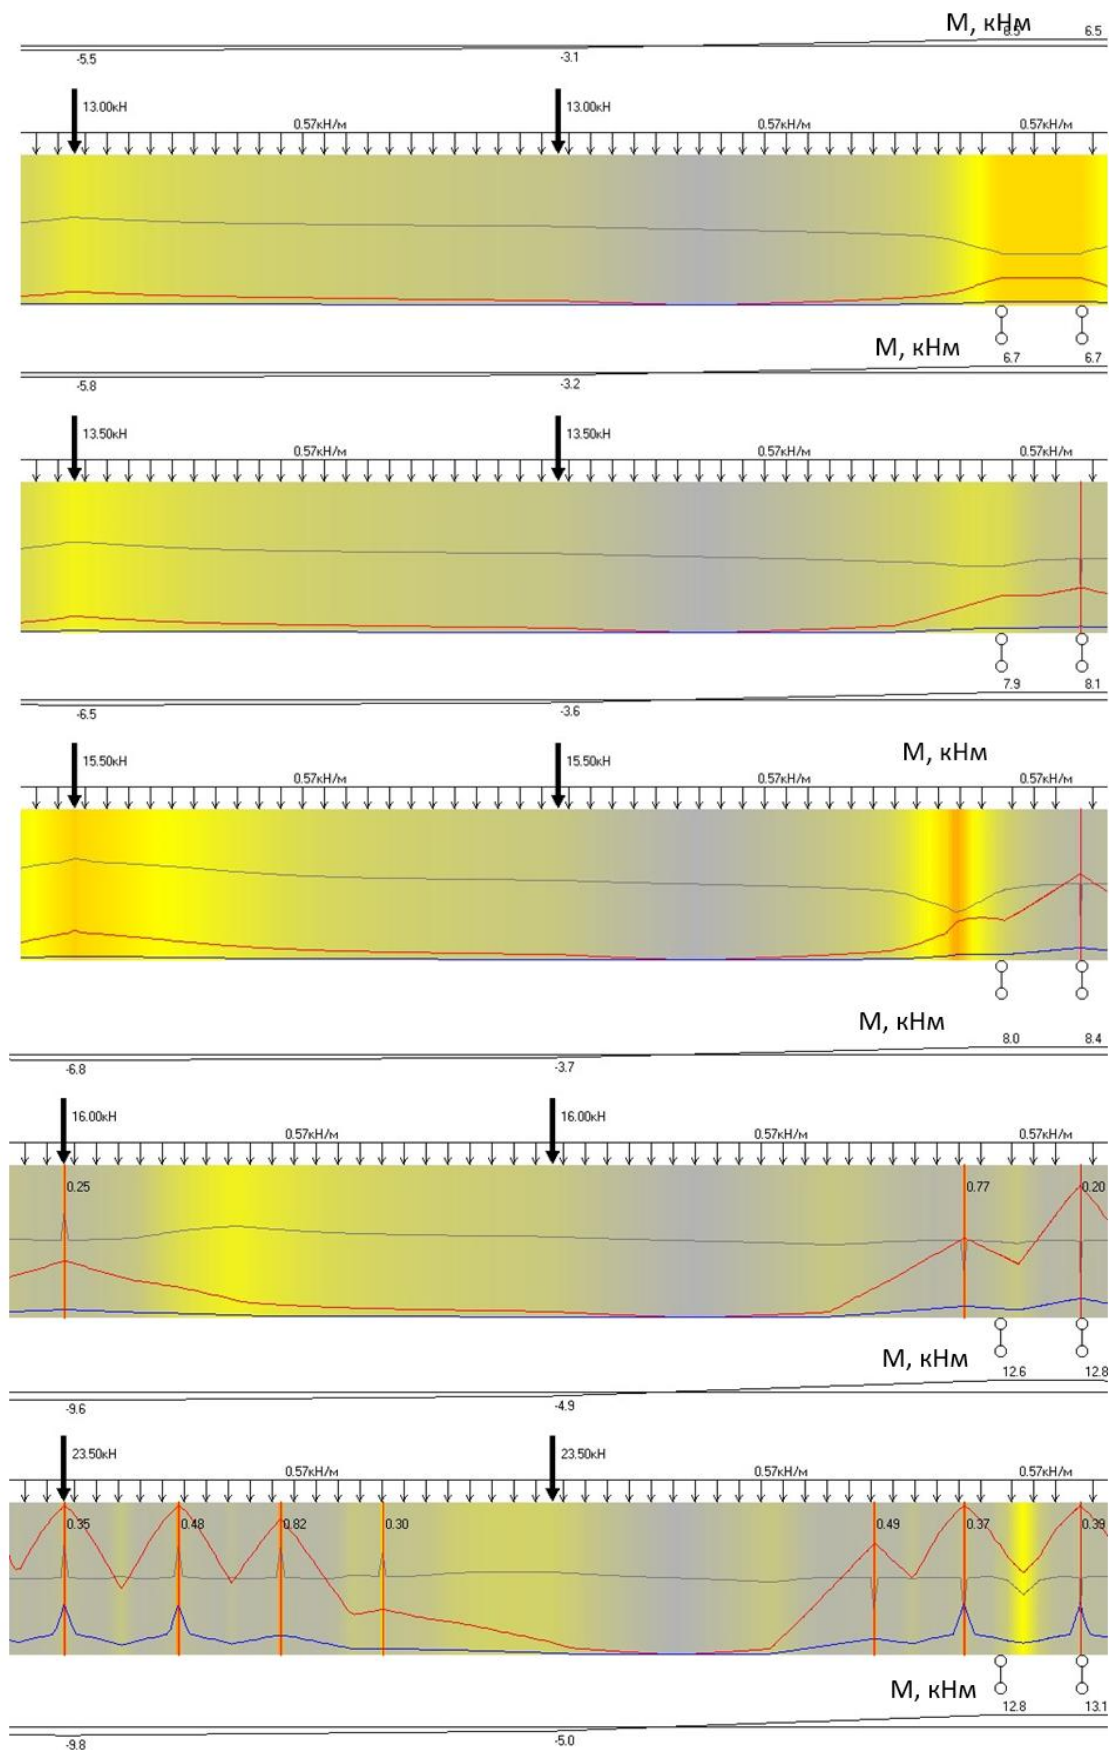 М, кНм
6.5 6.5
-5.5 -3.1
13.00кН 13.00кН
0.57кН/м 0.57кН/м 0.57кН/м
М, кНм
6.7 6.7
-5.8 -3.2
13.50кН 13.50кН
0.57кН/м 0.57кН/м 0.57кН/м
7.9 8.1
-6.5 -3.6
М, кНм
15.50кН 15.50кН
0.57кН/м 0.57кН/м 0.57кН/м
М, кНм
8.0 8.4
-6.8 -3.7
16.00кН 16.00кН
0.57кН/м 0.57кН/м 0.57кН/м
0.25 0.77 0.20
М, кНм
12.6 12.8
-9.6 -4.9
23.50кН 23.50кН
0.57кН/м 0.57кН/м 0.57кН/м
0.35 0.48 0.82 0.30 0.49 0.37 0.39
М, кНм
12.8 13.1
-9.8 -5.0